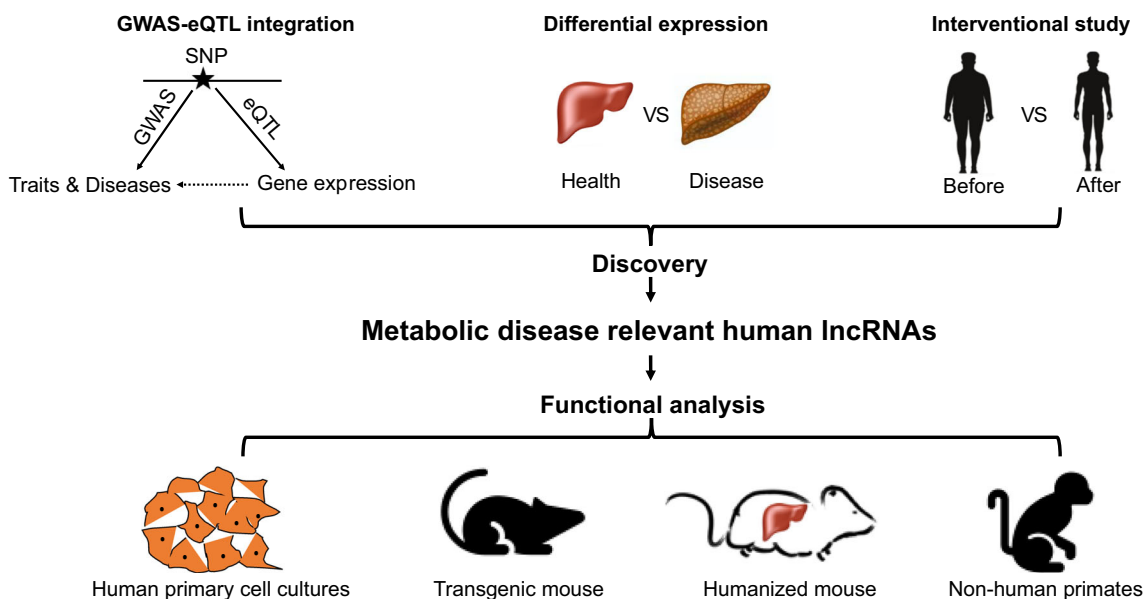 GWAS-eQTL integration
SNP
GWAS
eQTL
Traits & Diseases
Gene expression
Differential expression
VS
Health
Disease
Interventional study
VS
Before
After
Discovery
Metabolic disease relevant human lncRNAs
Functional analysis
Human primary cell cultures
Transgenic mouse
Humanized mouse
Non-human primates